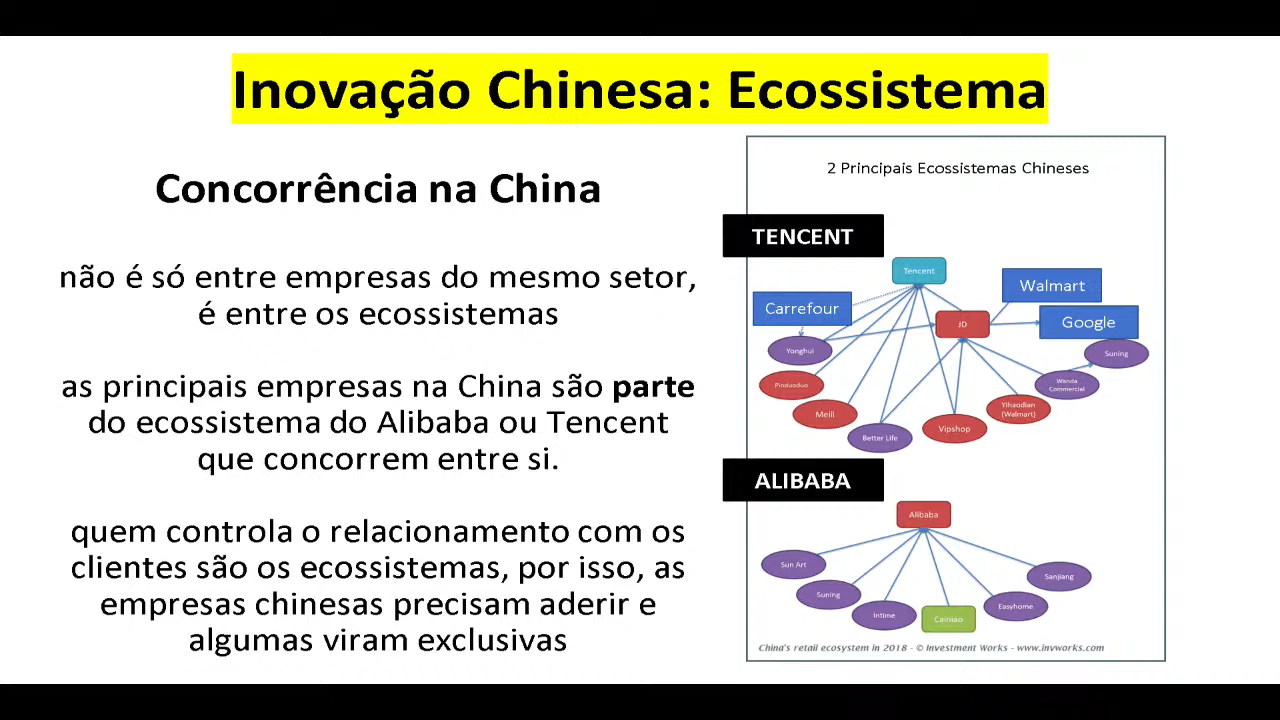 Inovação Chinesa: Ecossistema
Concorrência na China
não é só entre empresas do mesmo setor,
é entre os ecossistemas
as principais empresas na China são parte
do ecossistema do Alibaba ou Tencent
que concorrem entre si.
quem controla o relacionamento com os
clientes são os ecossistemas, por isso, as
empresas chinesas precisam aderir e
algumas viram exclusivas
2 Principais Ecossistemas Chineses
TENCENT
Tencent
Walmart
Carrefour
Google
JD
Yonghui
Suning
Pinduoduo
Wanda
Commercial
Meili
Yihaodian
(Walmart)
Vipshop
Better Life
ALIBABA
Alibaba
Sun Art
Sanjiang
Suning
Easyhome
Intime
Cainiao
China's retail ecosystem in 2018 - © Investment Works - www.invworks.com